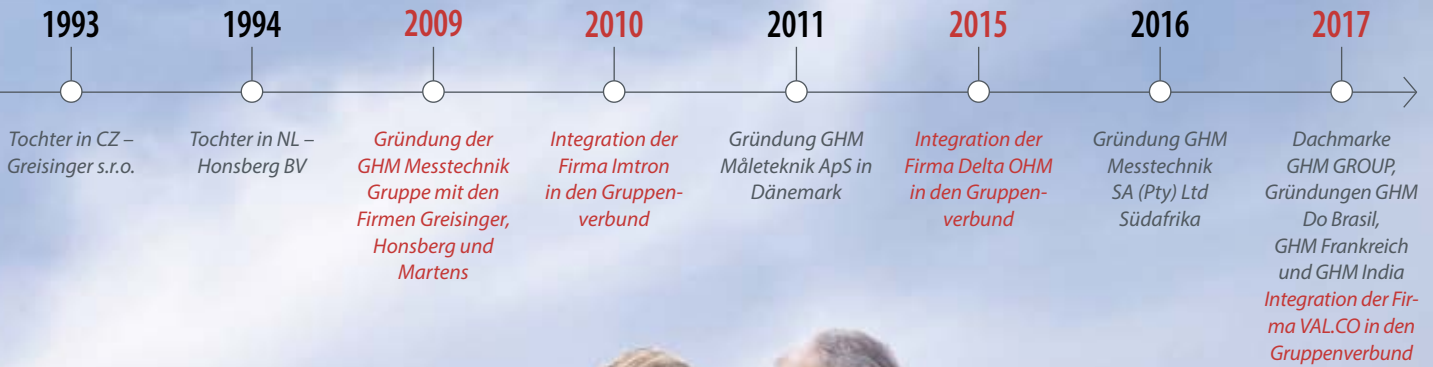 1993
Tochter in CZ –
Greisinger s.r.o.
1994
Tochter in NL –
Honsberg BV
2009
Gründung der
GHM Messtechnik
Gruppe mit den
Firmen Greisinger,
Honsberg und
Martens
2010
Integration der
Firma Imtron
in den Gruppen-
verbund
2011
Gründung GHM
Måleteknik ApS in
Dänemark
2015
Integration der
Firma Delta OHM
in den Gruppen-
verbund
2016
Gründung GHM
Messtechnik
SA (Pty) Ltd
Südafrika
2017
Dachmarke
GHM GROUP,
Gründungen GHM
Do Brasil,
GHM Frankreich
und GHM India
Integration der Fir-
ma VAL.CO in den
Gruppenverbund